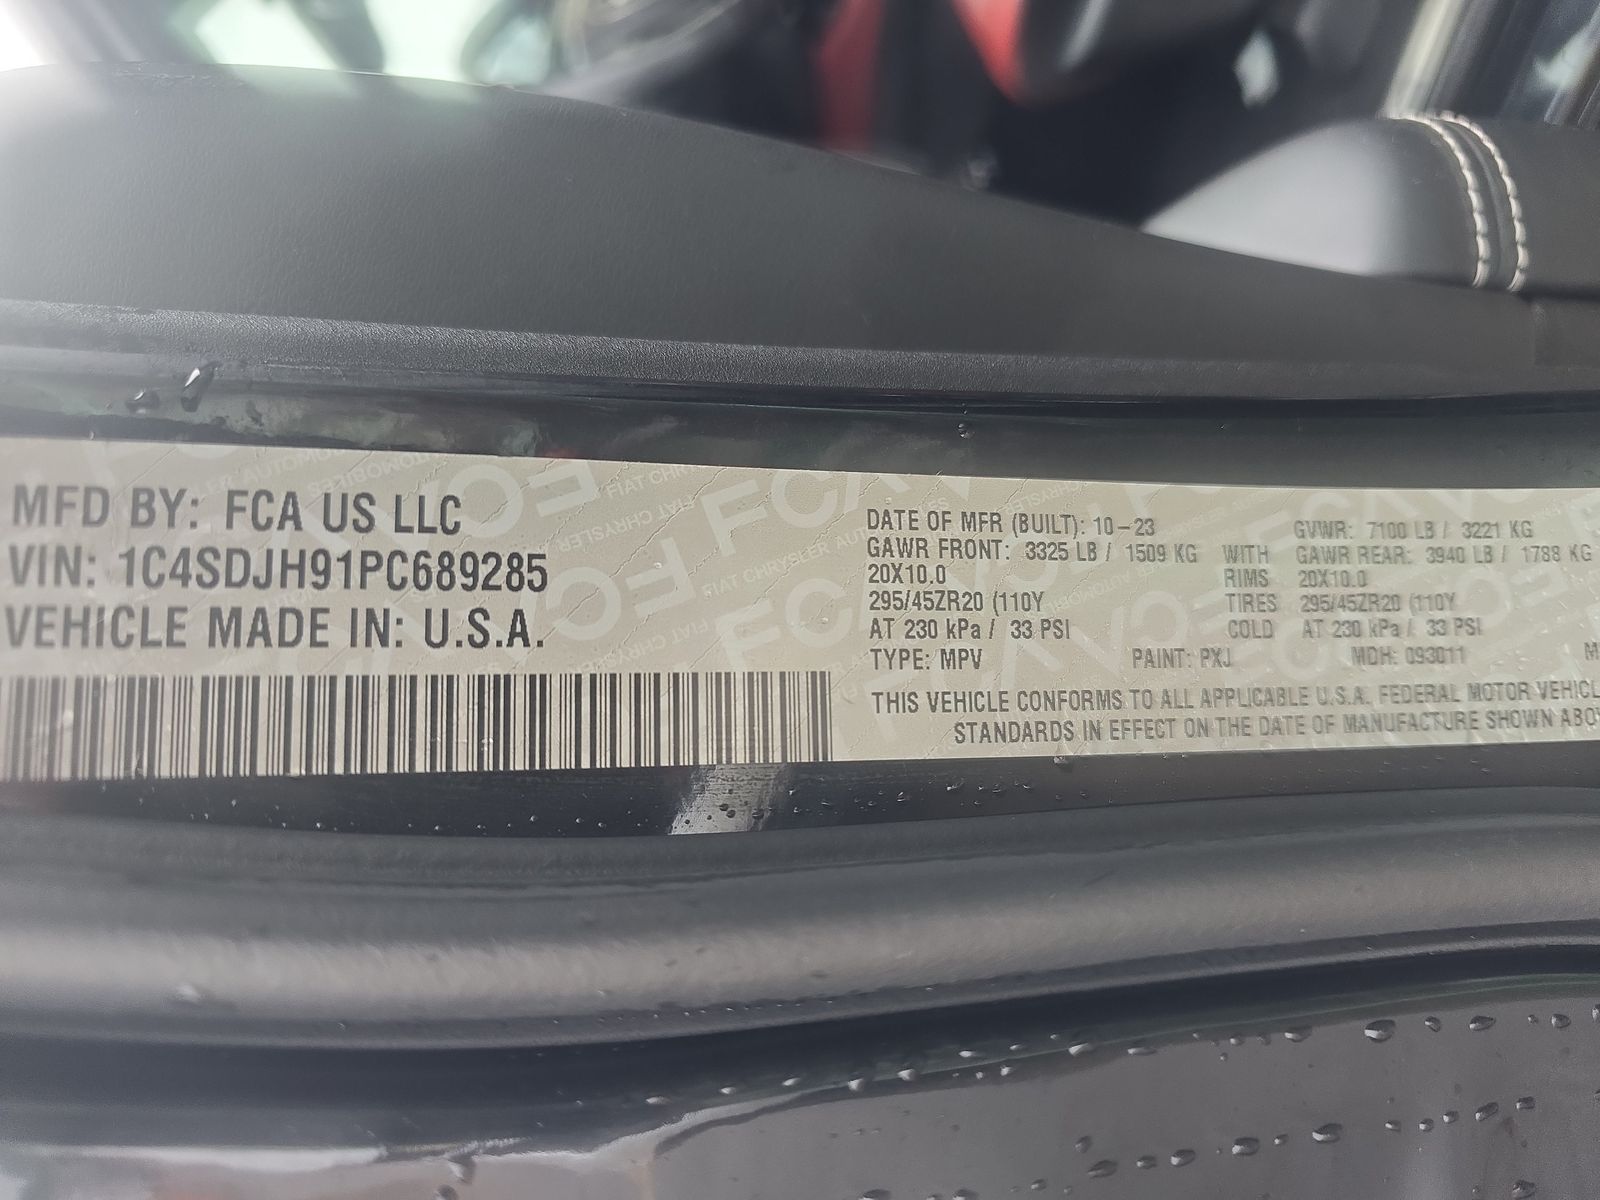 MFD BY: FCA US LLC
VIN: 1C4SDJH91PC689285
VEHICLE MADE IN: U.S.A.
DATE OF MFR (BUILT): 10-23 GVWR: 7100 LB / 3221 KG
GAWR FRONT: 3325 LB / 1509 KG WITH GAWR REAR: 3940 LB / 1788 KG
20X10.0 RIMS 20X10.0
295/45ZR20 (110Y TIRES 295/45ZR20 (110Y
AT 230 kPa / 33 PSI COLD AT 230 kPa / 33 PSI
TYPE: MPV PAINT: PXJ MDH: 093011 M
THIS VEHICLE CONFORMS TO ALL APPLICABLE U.S.A. FEDERAL MOTOR VEHICL
STANDARDS IN EFFECT ON THE DATE OF MANUFACTURE SHOWN ABO